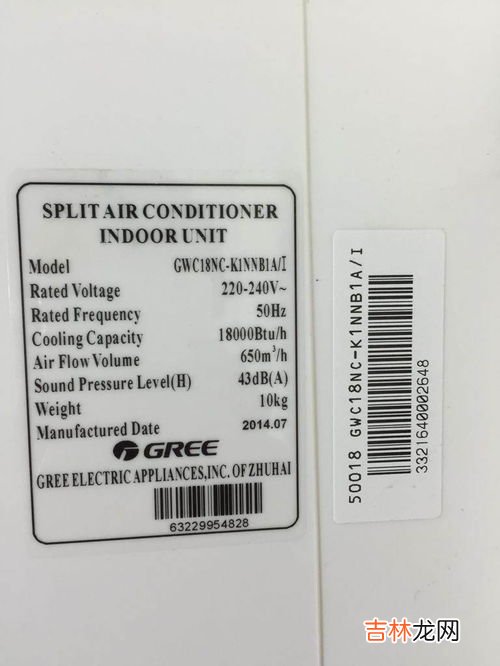 SPLIT AIR CONDITIONER
INDOOR UNIT
Model GWC18NC-K1NNB1A/I
Rated Voltage 220-240V~
Rated Frequency 50Hz
Cooling Capacity 18000Btu/h
Air Flow Volume 650m³/h
Sound Pressure Level(H) 43dB(A)
Weight 10kg
Manufactured Date 2014.07
GREE
GREE ELECTRIC APPLIANCES,INC. OF ZHUHAI
63229954828
50018 GWC18NC-K1NNB1A/I
3321640002648
吉林龙网